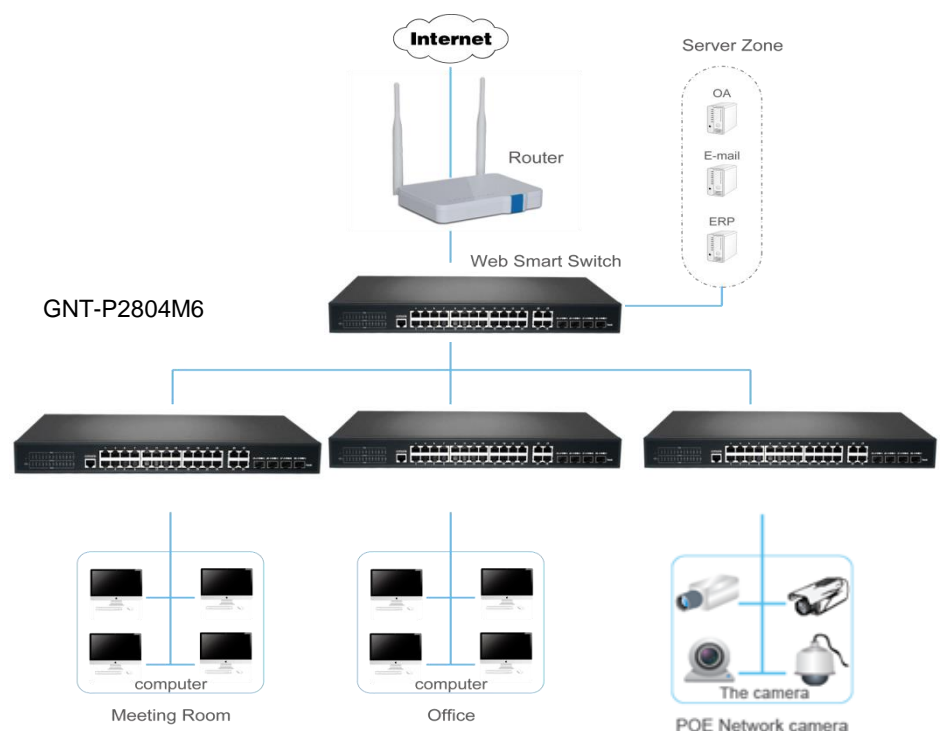 Internet
Server Zone
OA
E-mail
ERP
Router
Web Smart Switch
GNT-P2804M6
computer
Meeting Room
computer
Office
The camera
POE Network camera